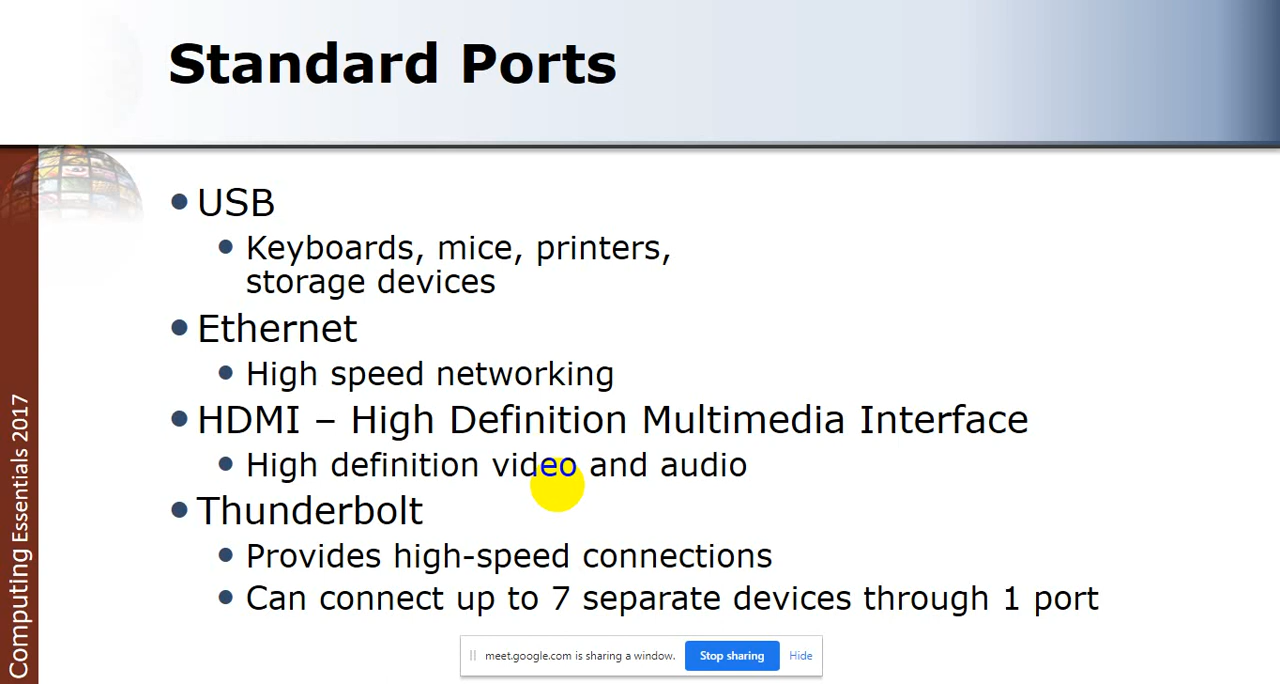 Standard Ports
• USB
• Keyboards, mice, printers,
storage devices
• Ethernet
• High speed networking
• HDMI – High Definition Multimedia Interface
• High definition video and audio
• Thunderbolt
• Provides high-speed connections
• Can connect up to 7 separate devices through 1 port
Computing Essentials 2017
meet.google.com is sharing a window. Stop sharing Hide